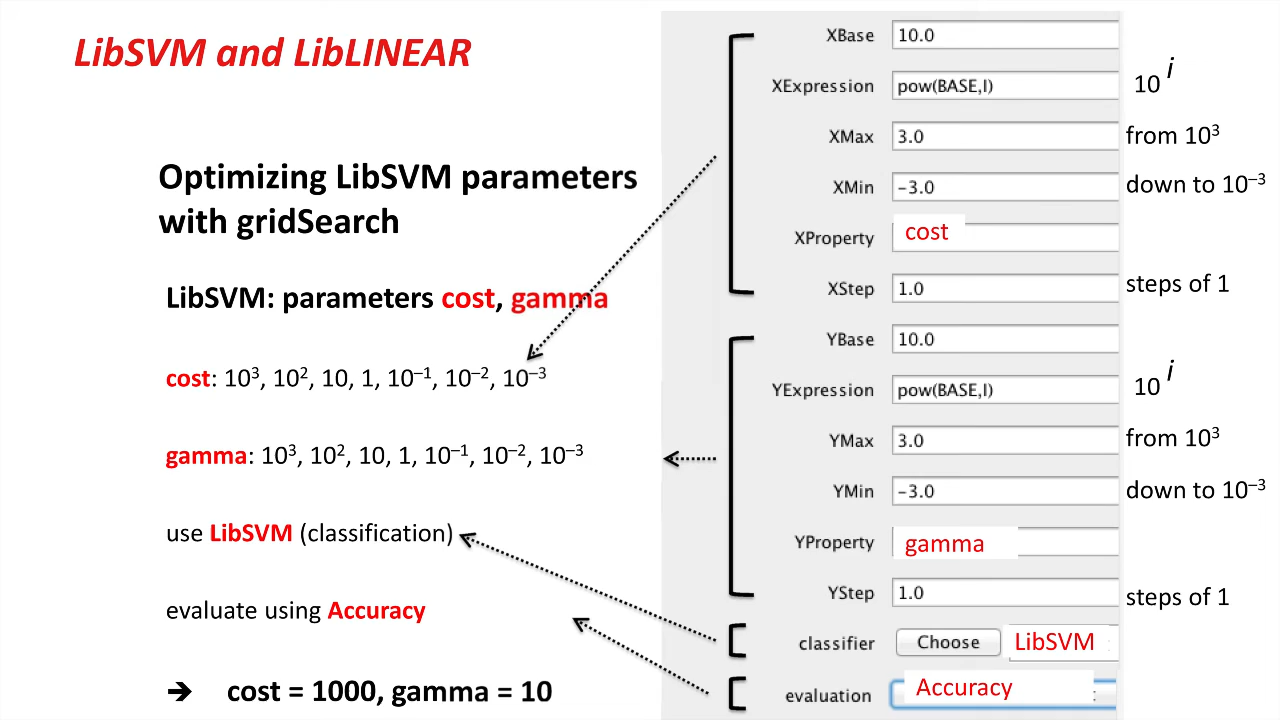 LibSVM and LibLINEAR
Optimizing LibSVM parameters
with gridSearch
LibSVM: parameters cost, gamma
cost: 10³, 10², 10, 1, 10⁻¹, 10⁻², 10⁻³
gamma: 10³, 10², 10, 1, 10⁻¹, 10⁻², 10⁻³
use LibSVM (classification)
evaluate using Accuracy
➔ cost = 1000, gamma = 10
XBase 10.0
XExpression pow(BASE,I) 10ⁱ
XMax 3.0 from 10³
XMin -3.0 down to 10⁻³
XProperty cost
XStep 1.0 steps of 1
YBase 10.0
YExpression pow(BASE,I) 10ⁱ
YMax 3.0 from 10³
YMin -3.0 down to 10⁻³
YProperty gamma
YStep 1.0 steps of 1
classifier Choose LibSVM
evaluation Accuracy